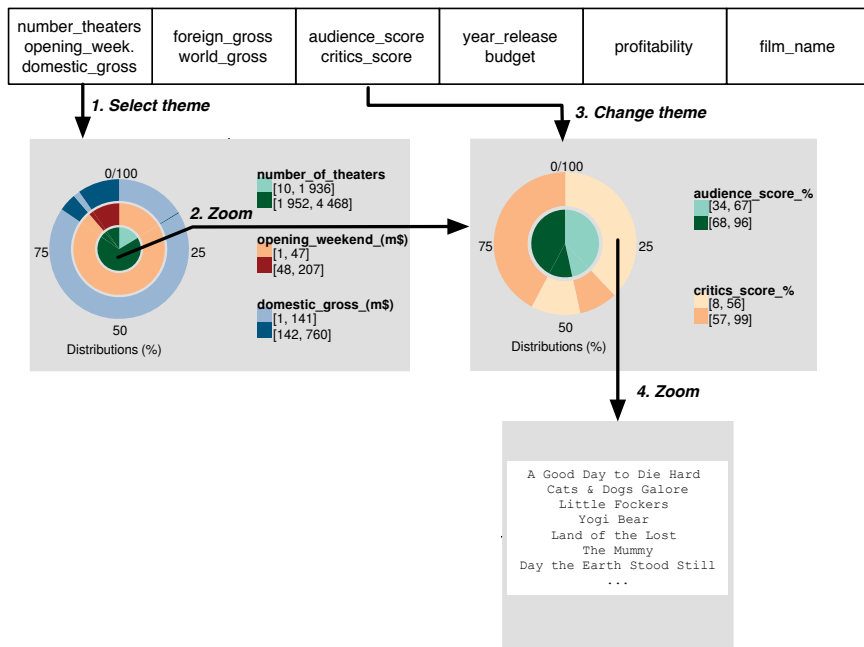 number_theaters
opening_week.
domestic_gross
foreign_gross
world_gross
audience_score
critics_score
year_release
budget
profitability
film_name
1. Select theme
3. Change theme
0/100
25
50
75
Distributions (%)
number_of_theaters
[10, 1 936]
[1 952, 4 468]
2. Zoom
opening_weekend_(m$)
[1, 47]
[48, 207]
domestic_gross_(m$)
[1, 141]
[142, 760]
0/100
25
50
75
Distributions (%)
audience_score_%
[34, 67]
[68, 96]
critics_score_%
[8, 56]
[57, 99]
4. Zoom
A Good Day to Die Hard
Cats & Dogs Galore
Little Fockers
Yogi Bear
Land of the Lost
The Mummy
Day the Earth Stood Still
...